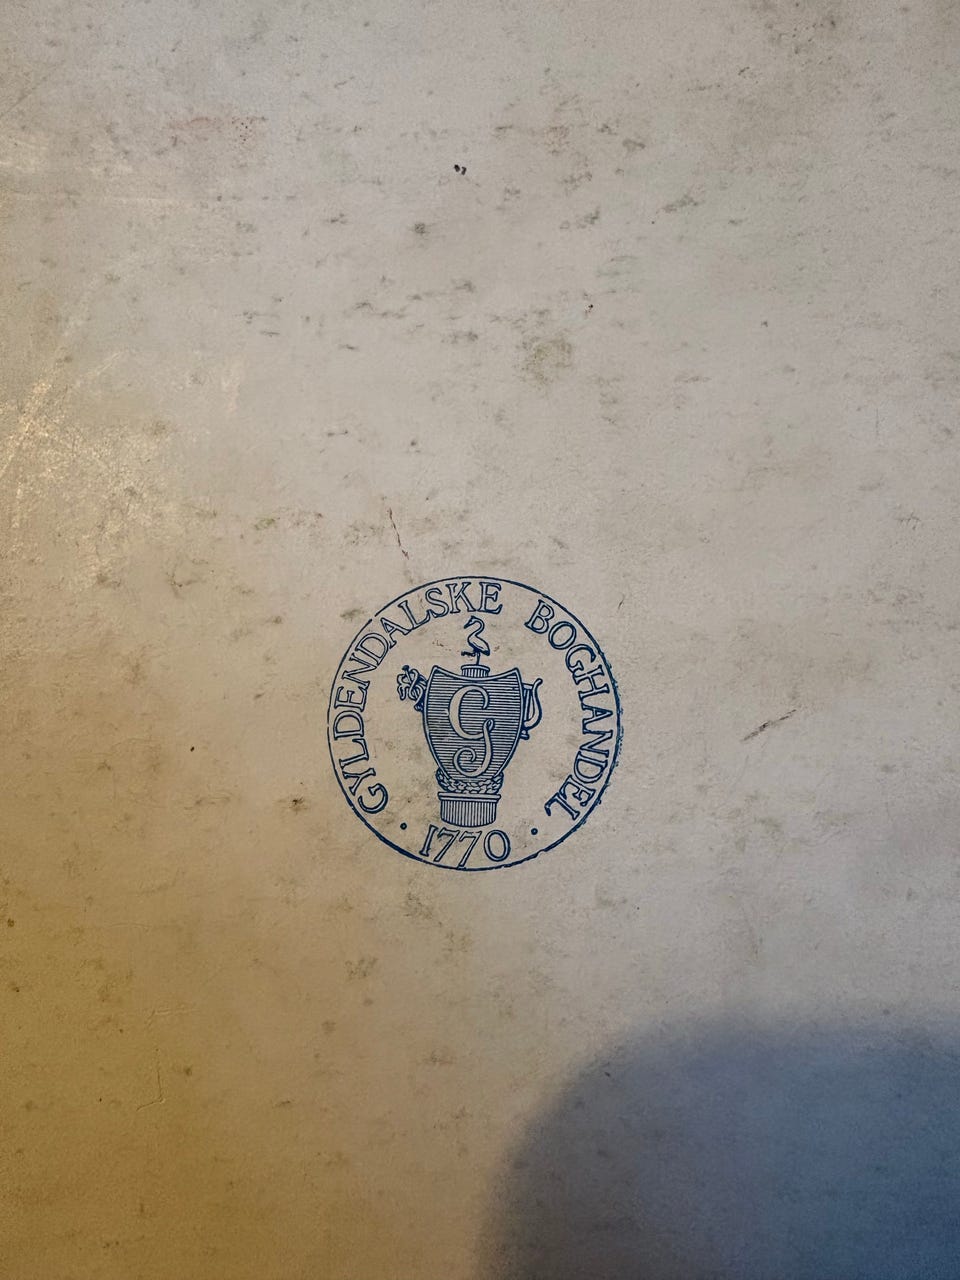 GYLDENDALSKE BOGHANDEL
· 1770 ·
G